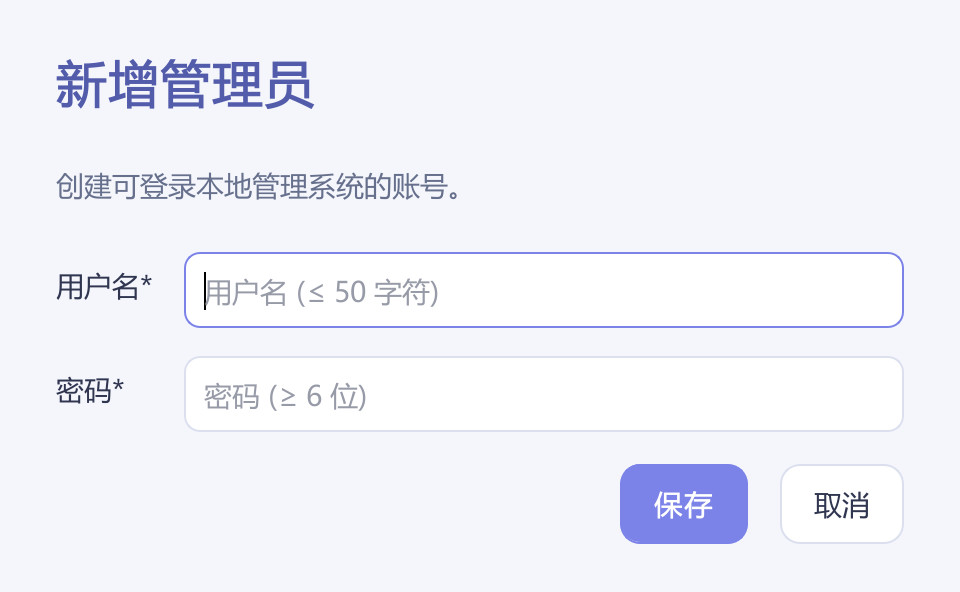 新增管理员
创建可登录本地管理系统的账号。
用户名* 用户名 (≤ 50 字符)
密码* 密码 (≥ 6 位)
保存 取消